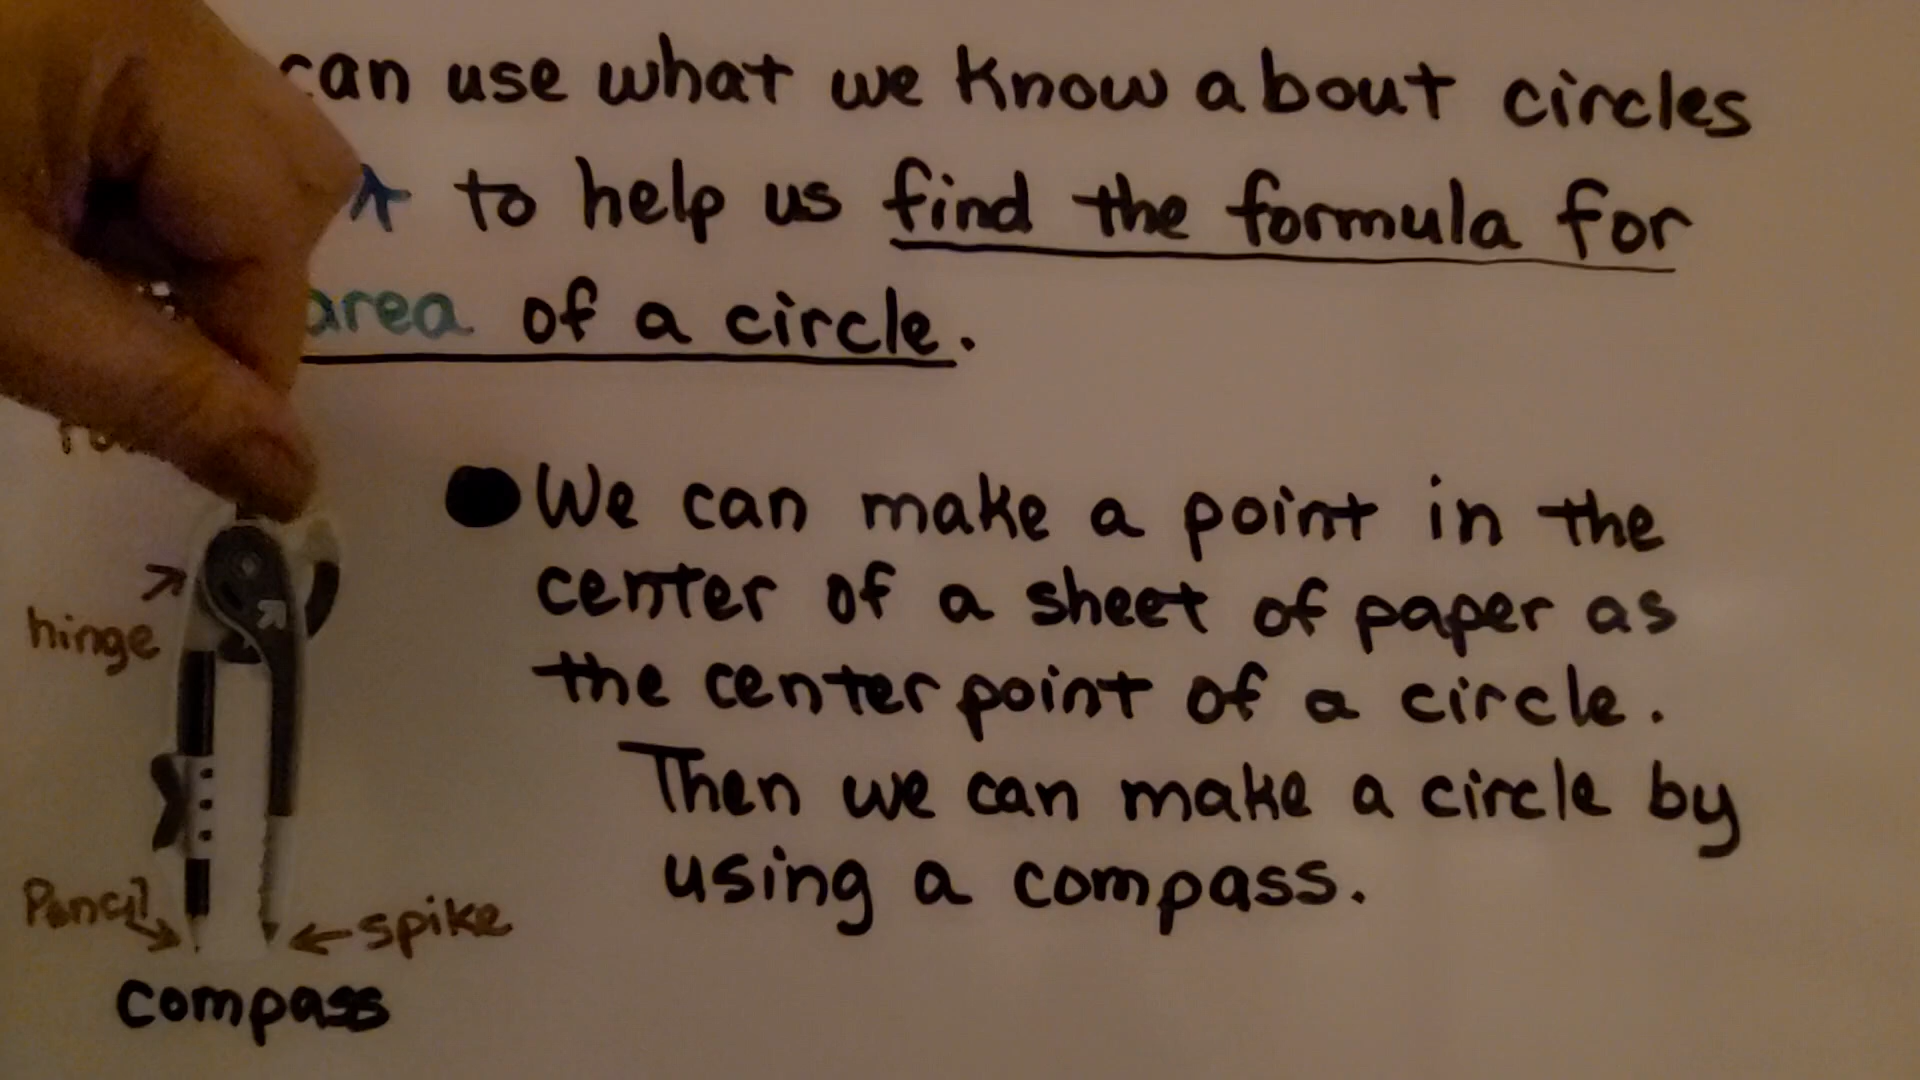 can use what we know about circles
π to help us find the formula for
area of a circle.
● We can make a point in the
center of a sheet of paper as
the center point of a circle.
Then we can make a circle by
using a compass.
hinge
Pencil
spike
compass